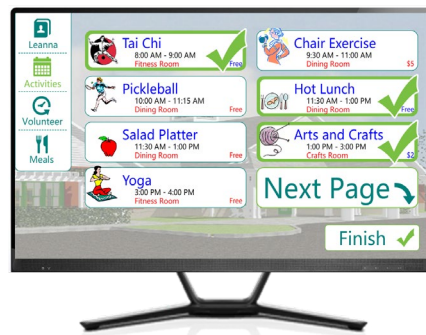 Leanna
Activities
Volunteer
Meals
Tai Chi
8:00 AM - 9:00 AM
Fitness Room
Free
Chair Exercise
9:30 AM - 11:00 AM
Dining Room
$5
Pickleball
10:00 AM - 11:15 AM
Dining Room
Free
Hot Lunch
11:30 AM - 1:00 PM
Dining Room
Free
Salad Platter
11:30 AM - 1:00 PM
Dining Room
Free
Arts and Crafts
1:00 PM - 3:00 PM
Crafts Room
$2
Yoga
3:00 PM - 4:00 PM
Fitness Room
Free
Next Page
Finish